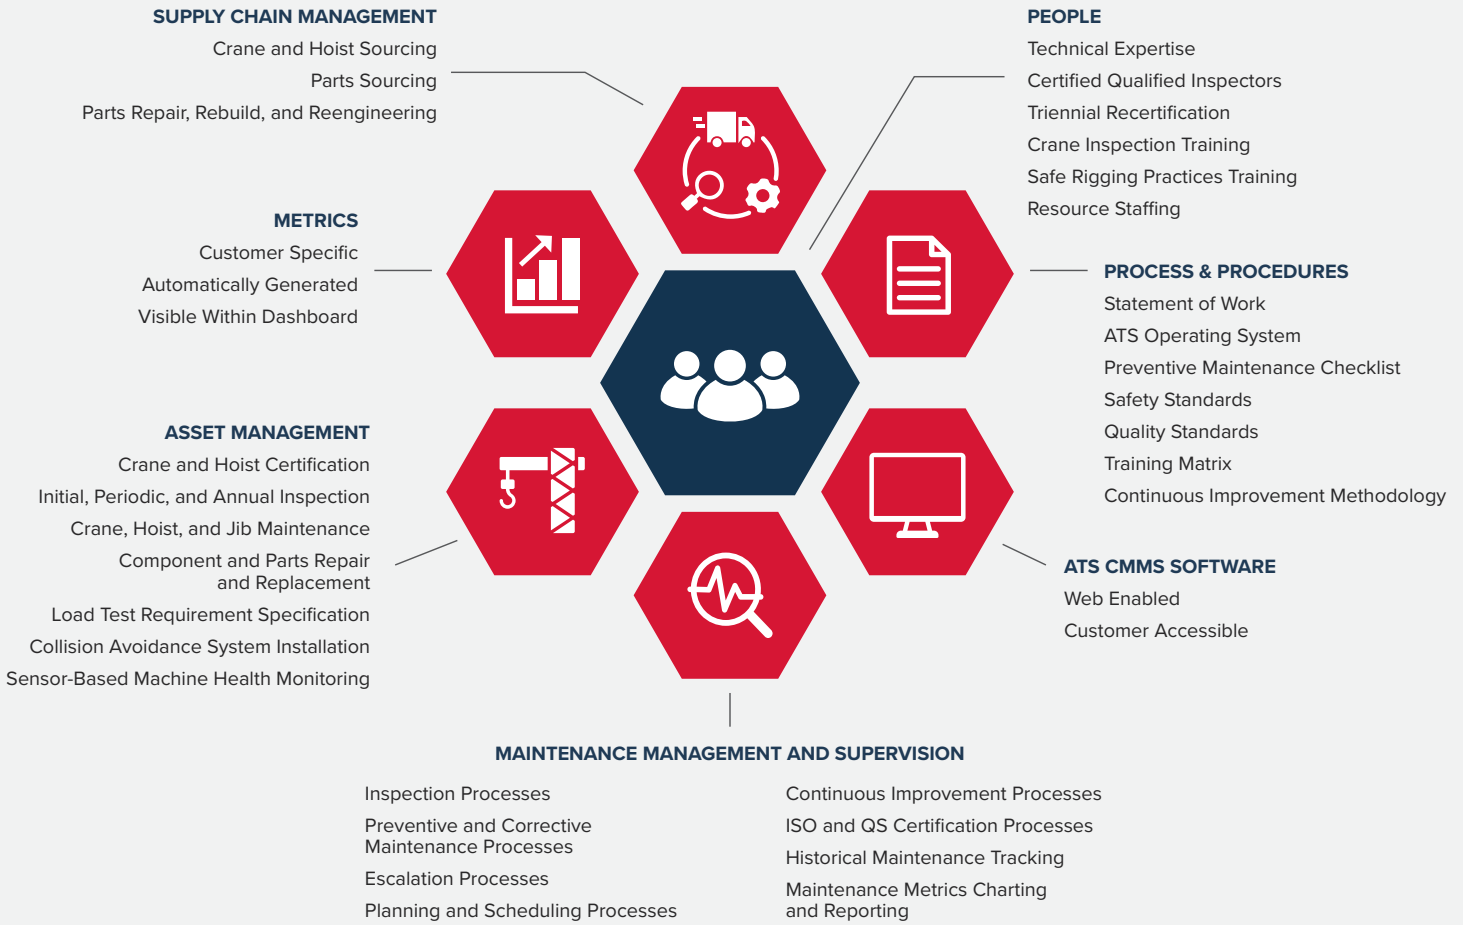 SUPPLY CHAIN MANAGEMENT
Crane and Hoist Sourcing
Parts Sourcing
Parts Repair, Rebuild, and Reengineering
PEOPLE
Technical Expertise
Certified Qualified Inspectors
Triennial Recertification
Crane Inspection Training
Safe Rigging Practices Training
Resource Staffing
METRICS
Customer Specific
Automatically Generated
Visible Within Dashboard
PROCESS & PROCEDURES
Statement of Work
ATS Operating System
Preventive Maintenance Checklist
Safety Standards
Quality Standards
Training Matrix
Continuous Improvement Methodology
ASSET MANAGEMENT
Crane and Hoist Certification
Initial, Periodic, and Annual Inspection
Crane, Hoist, and Jib Maintenance
Component and Parts Repair
and Replacement
Load Test Requirement Specification
Collision Avoidance System Installation
Sensor-Based Machine Health Monitoring
ATS CMMS SOFTWARE
Web Enabled
Customer Accessible
MAINTENANCE MANAGEMENT AND SUPERVISION
Inspection Processes
Preventive and Corrective
Maintenance Processes
Escalation Processes
Planning and Scheduling Processes
Continuous Improvement Processes
ISO and QS Certification Processes
Historical Maintenance Tracking
Maintenance Metrics Charting
and Reporting